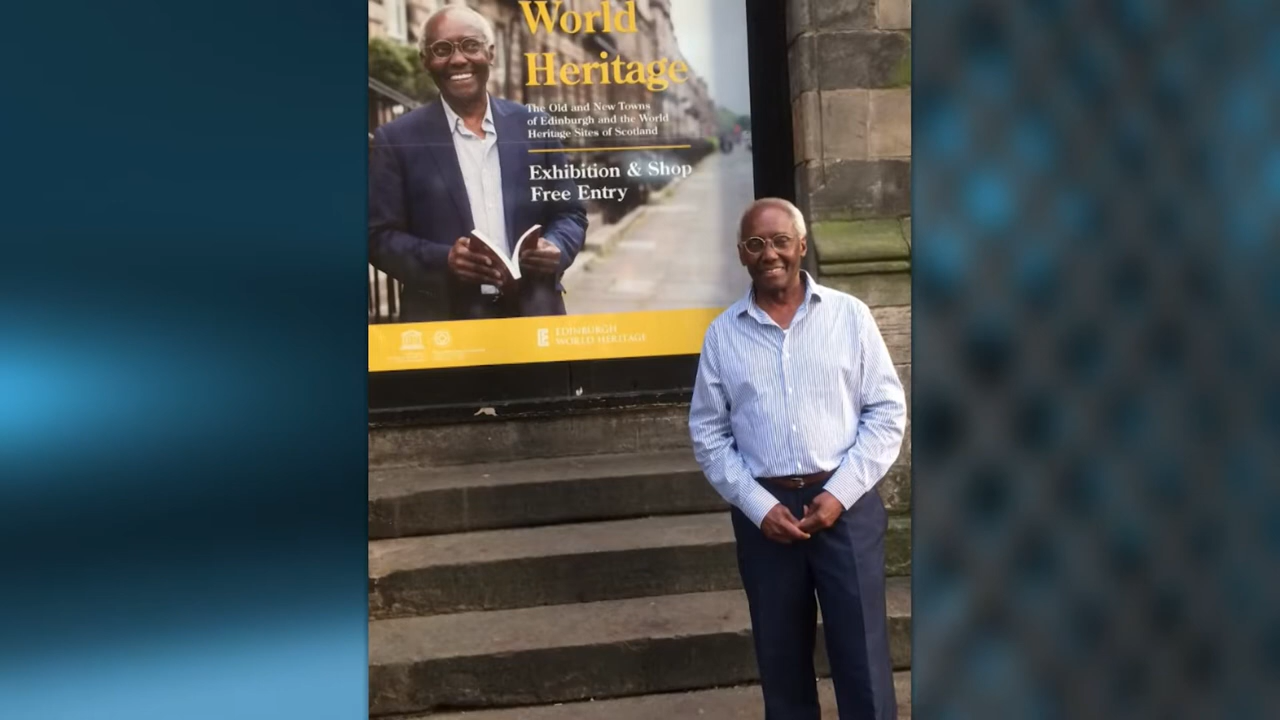 World
Heritage
The Old and New Towns
of Edinburgh and the World
Heritage Sites of Scotland
Exhibition & Shop
Free Entry
EDINBURGH
WORLD HERITAGE